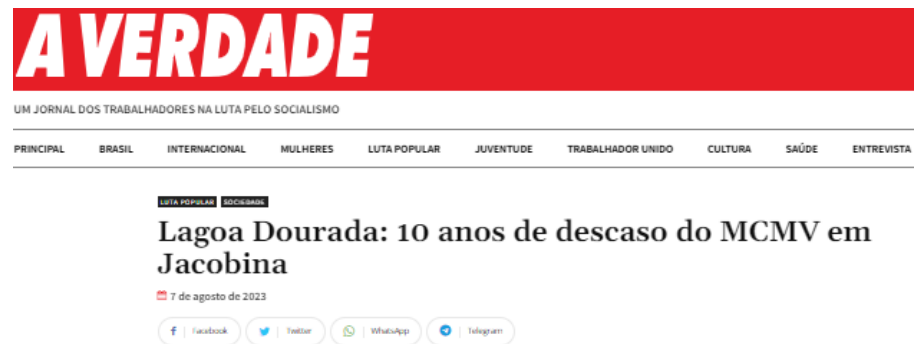 A VERDADE
UM JORNAL DOS TRABALHADORES NA LUTA PELO SOCIALISMO
PRINCIPAL BRASIL INTERNACIONAL MULHERES LUTA POPULAR JUVENTUDE TRABALHADOR UNIDO CULTURA SAÚDE ENTREVISTA
LUTA POPULAR SOCIEDADE
Lagoa Dourada: 10 anos de descaso do MCMV em
Jacobina
7 de agosto de 2023
Facebook Twitter WhatsApp Telegram